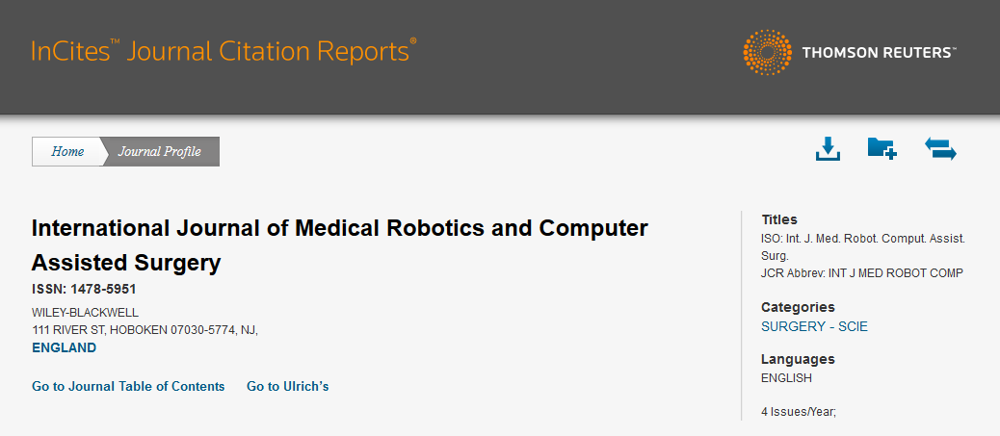 InCites™ Journal Citation Reports®
THOMSON REUTERS™
Home
Journal Profile
International Journal of Medical Robotics and Computer
Assisted Surgery
ISSN: 1478-5951
WILEY-BLACKWELL
111 RIVER ST, HOBOKEN 07030-5774, NJ,
ENGLAND
Go to Journal Table of Contents
Go to Ulrich's
Titles
ISO: Int. J. Med. Robot. Comput. Assist.
Surg.
JCR Abbrev: INT J MED ROBOT COMP
Categories
SURGERY - SCIE
Languages
ENGLISH
4 Issues/Year;